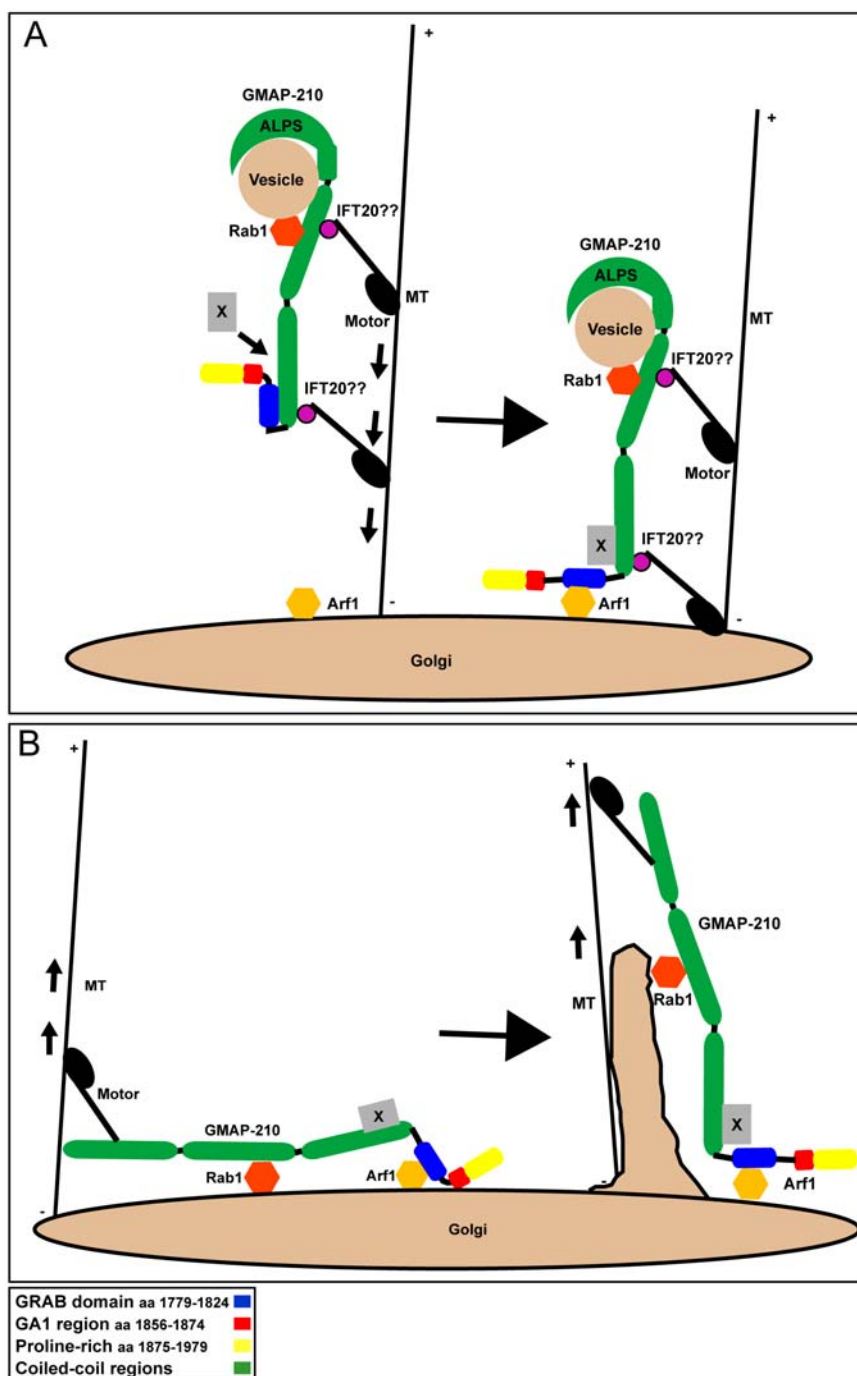 A
+
GMAP-210
ALPS
Vesicle
Rab1
IFT20??
X
Motor
MT
IFT20??
Arf1
-
+
GMAP-210
ALPS
Vesicle
MT
Rab1
IFT20??
Motor
X
IFT20??
Arf1
-
Golgi
B
+
MT
Motor
GMAP-210
X
Rab1
Arf1
-
+
GMAP-210
Rab1
MT
X
Arf1
-
Golgi
GRAB domain aa 1779-1824
GA1 region aa 1856-1874
Proline-rich aa 1875-1979
Coiled-coil regions